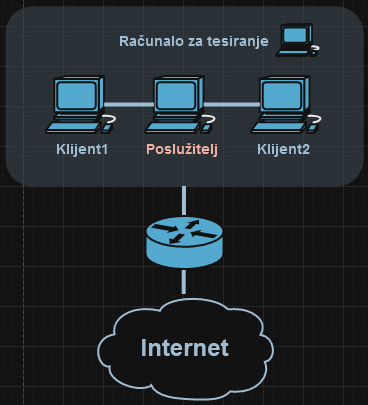 Računalo za tesiranje
Klijent1
Poslužitelj
Klijent2
Internet